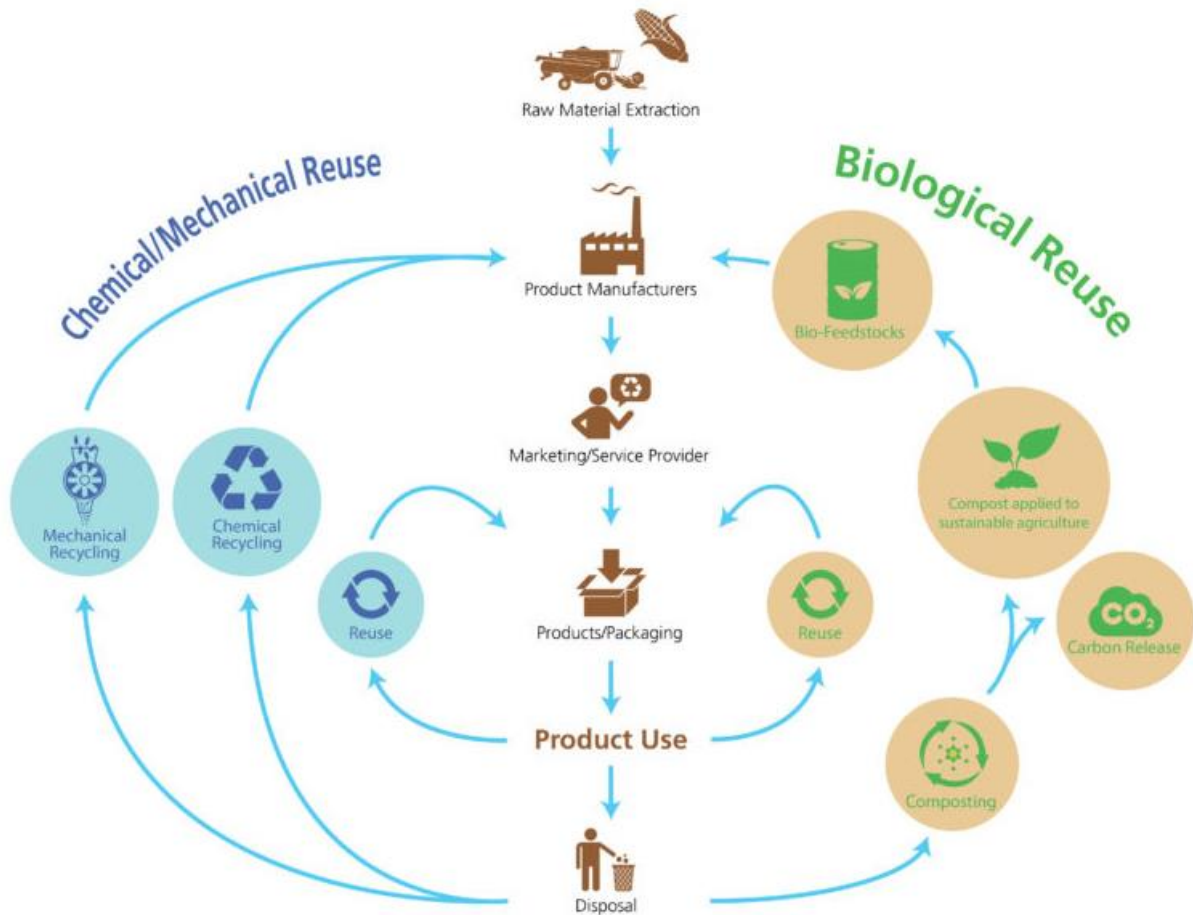 Raw Material Extraction
Chemical/Mechanical Reuse
Biological Reuse
Product Manufacturers
Bio-Feedstocks
Marketing/Service Provider
Mechanical
Recycling
Chemical
Recycling
Compost applied to
sustainable agriculture
Reuse
Products/Packaging
Reuse
CO₂
Carbon Release
Product Use
Composting
Disposal